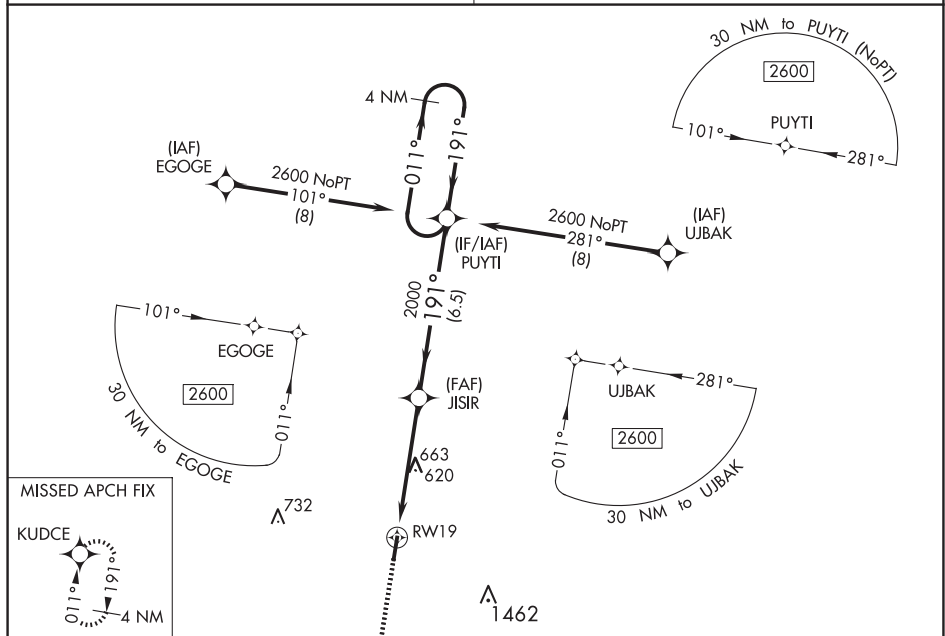 30 NM to PUYTI (NoPT)
2600
PUYTI
101°
281°
4 NM
011°
191°
(IAF)
EGOGE
2600 NoPT
101°
(8)
(IF/IAF)
PUYTI
2600 NoPT
281°
(8)
(IAF)
UJBAK
2000
191°
(6.5)
101°
EGOGE
2600
011°
30 NM to EGOGE
(FAF)
JISIR
UJBAK
281°
2600
011°
30 NM to UJBAK
663
620
732
RW19
1462
MISSED APCH FIX
KUDCE
011°
191°
4 NM